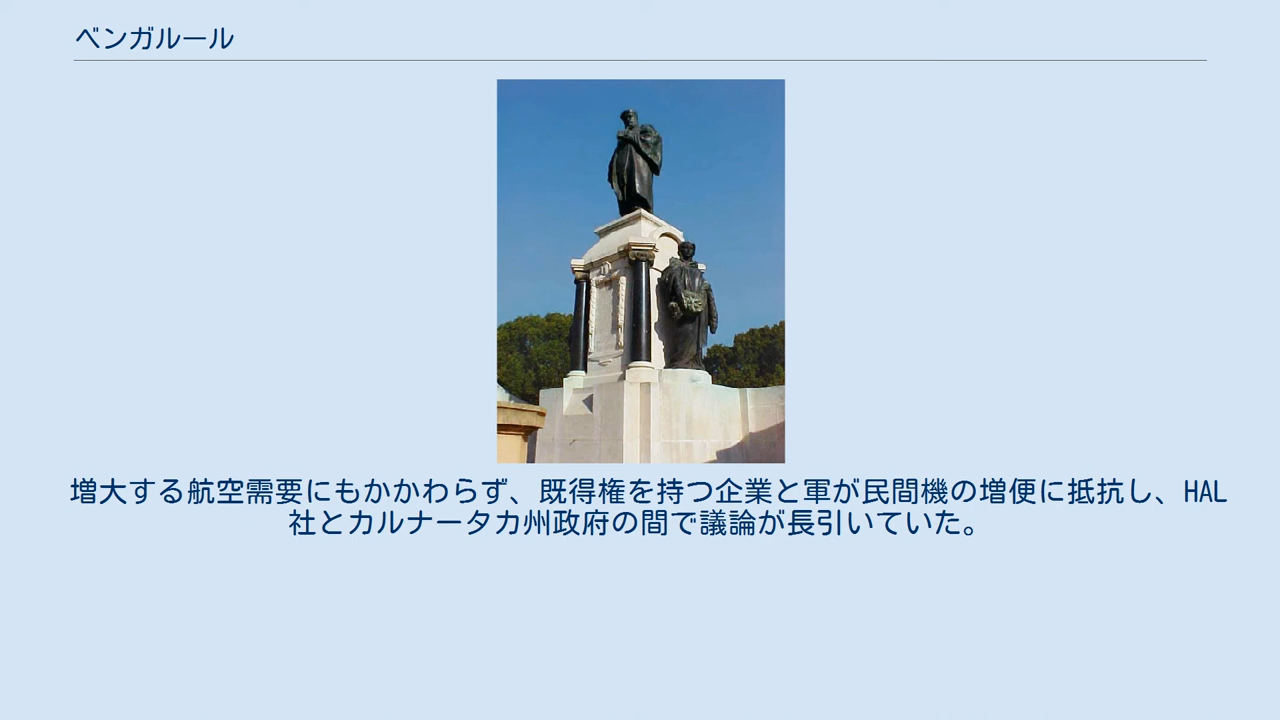 ベンガルール
増大する航空需要にもかかわらず、既得権を持つ企業と軍が民間機の増便に抵抗し、HAL
社とカルナータカ州政府の間で議論が長引いていた。